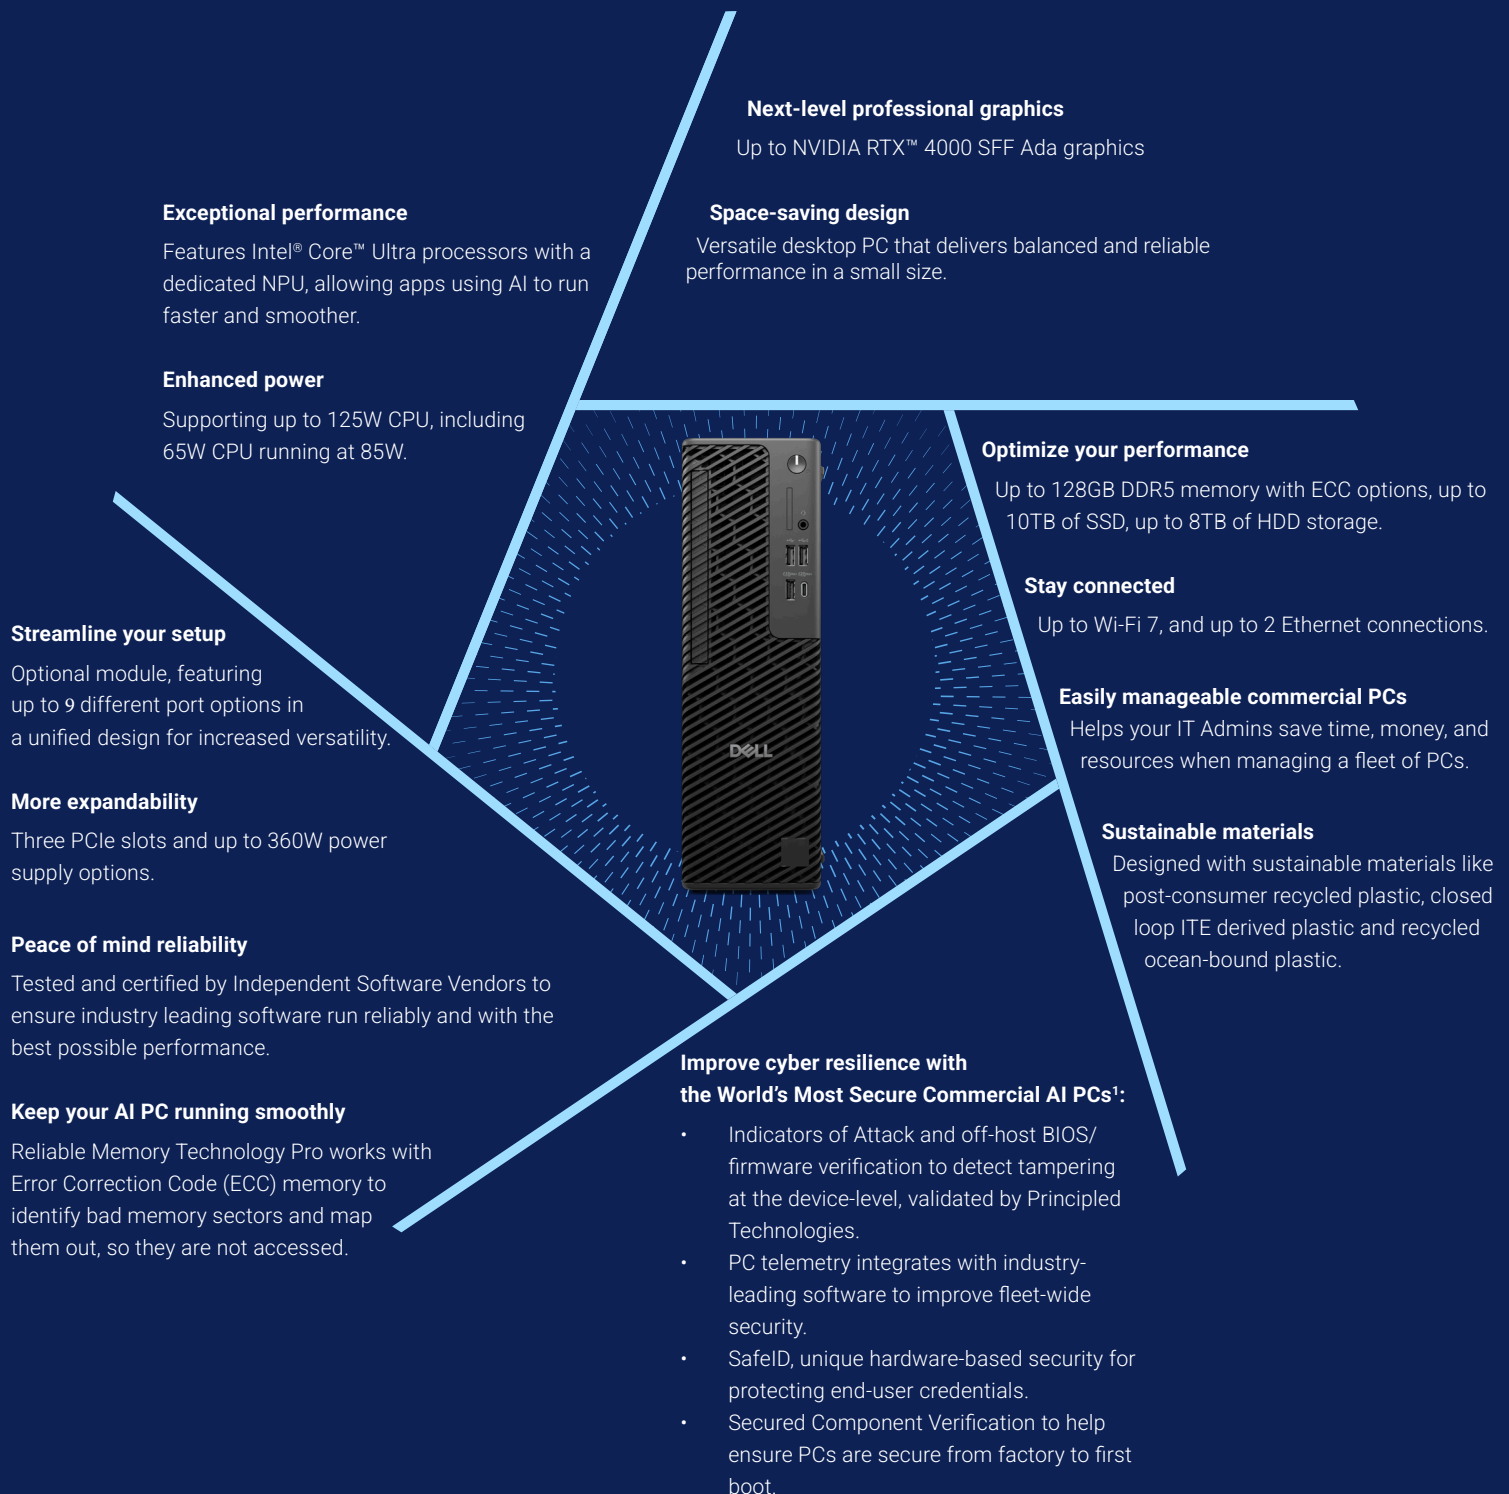 Next-level professional graphics
Up to NVIDIA RTX™ 4000 SFF Ada graphics
Space-saving design
Versatile desktop PC that delivers balanced and reliable
performance in a small size.
Exceptional performance
Features Intel® Core™ Ultra processors with a
dedicated NPU, allowing apps using AI to run
faster and smoother.
Enhanced power
Supporting up to 125W CPU, including
65W CPU running at 85W.
Optimize your performance
Up to 128GB DDR5 memory with ECC options, up to
10TB of SSD, up to 8TB of HDD storage.
Stay connected
Up to Wi-Fi 7, and up to 2 Ethernet connections.
Easily manageable commercial PCs
Helps your IT Admins save time, money, and
resources when managing a fleet of PCs.
Sustainable materials
Designed with sustainable materials like
post-consumer recycled plastic, closed
loop ITE derived plastic and recycled
ocean-bound plastic.
Streamline your setup
Optional module, featuring
up to 9 different port options in
a unified design for increased versatility.
More expandability
Three PCIe slots and up to 360W power
supply options.
Peace of mind reliability
Tested and certified by Independent Software Vendors to
ensure industry leading software run reliably and with the
best possible performance.
Keep your AI PC running smoothly
Reliable Memory Technology Pro works with
Error Correction Code (ECC) memory to
identify bad memory sectors and map
them out, so they are not accessed.
DELL
Improve cyber resilience with
the World's Most Secure Commercial AI PCs¹:
• Indicators of Attack and off-host BIOS/
firmware verification to detect tampering
at the device-level, validated by Principled
Technologies.
• PC telemetry integrates with industry-
leading software to improve fleet-wide
security.
• SafeID, unique hardware-based security for
protecting end-user credentials.
• Secured Component Verification to help
ensure PCs are secure from factory to first
boot.